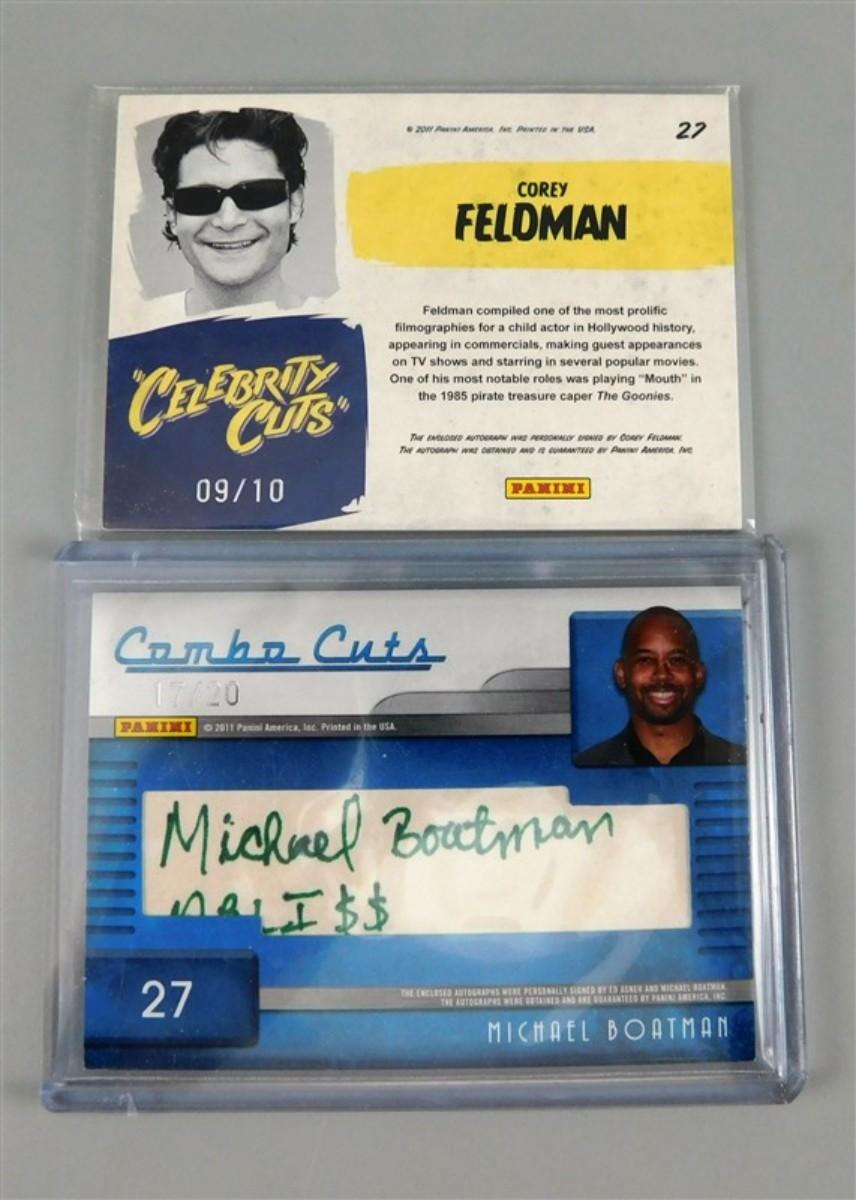 © 2011 Panini America, Inc. Printed in the USA.
27
COREY
FELDMAN
Feldman compiled one of the most prolific
filmographies for a child actor in Hollywood history,
appearing in commercials, making guest appearances
on TV shows and starring in several popular movies.
One of his most notable roles was playing "Mouth" in
the 1985 pirate treasure caper The Goonies.
"CELEBRITY
CUTS"
09/10
The enclosed autograph was personally signed by Corey Feldman.
The autograph was obtained and is guaranteed by Panini America, Inc.
PANINI
Combo Cuts
17/20
PANINI
© 2011 Panini America, Inc. Printed in the USA.
Michael Boatman
$$
27
THE ENCLOSED AUTOGRAPHS WERE PERSONALLY SIGNED BY ED ASNER AND MICHAEL BOATMAN.
THE AUTOGRAPHS WERE OBTAINED AND ARE GUARANTEED BY PANINI AMERICA, INC.
MICHAEL BOATMAN